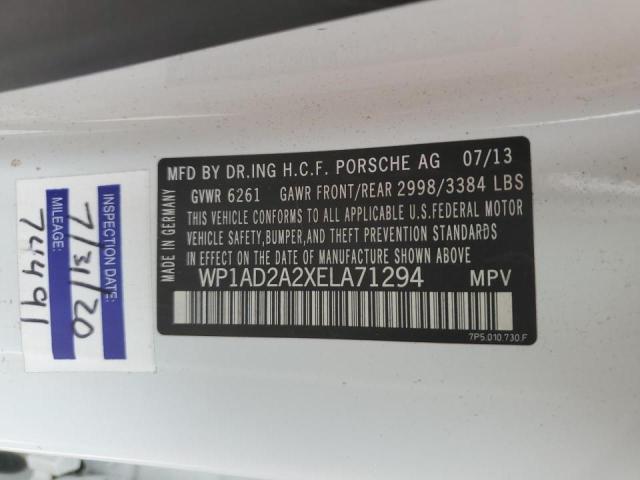 MFD BY DR.ING H.C.F. PORSCHE AG 07/13
GVWR 6261 GAWR FRONT/REAR 2998/3384 LBS
THIS VEHICLE CONFORMS TO ALL APPLICABLE U.S.FEDERAL MOTOR
VEHICLE SAFETY,BUMPER,AND THEFT PREVENTION STANDARDS
IN EFFECT ON THE DATE OF MANUFACTURE SHOWN ABOVE
WP1AD2A2XELA71294 MPV
7P5.010.730.F
MADE IN GERMANY
INSPECTION DATE:
7/31/20
MILEAGE:
74491